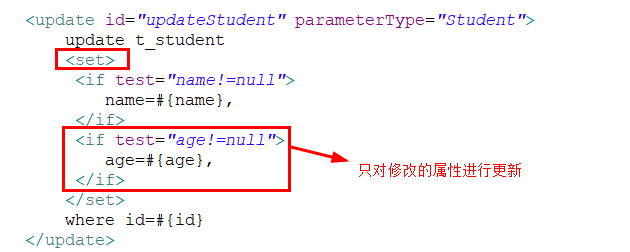 <update id="updateStudent" parameterType="Student">
update t_student
<set>
<if test="name!=null">
name=#{name},
</if>
<if test="age!=null">
age=#{age},
</if>
只对修改的属性进行更新
</set>
where id=#{id}
</update>